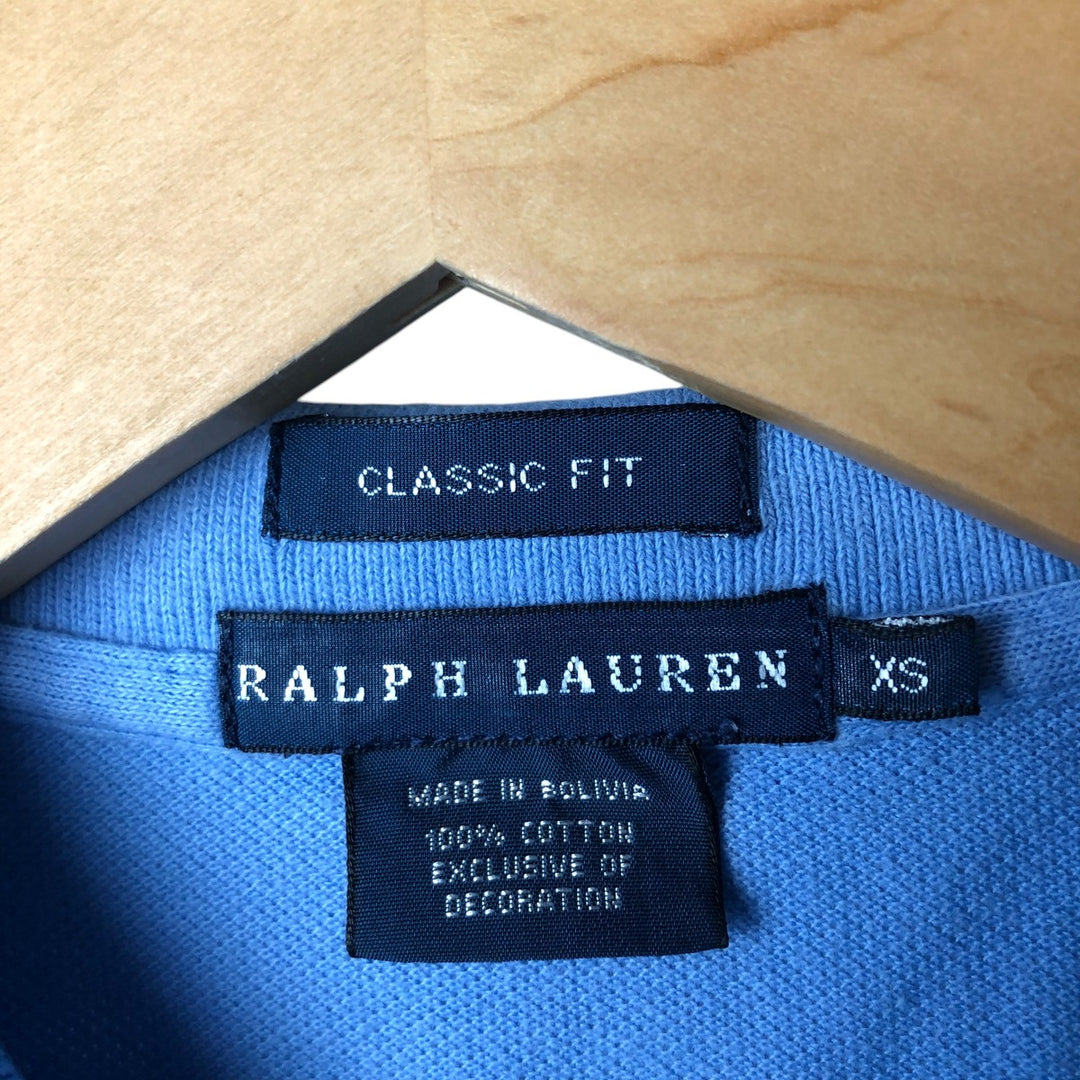 CLASSIC FIT
RALPH LAUREN
XS
MADE IN BOLIVIA
100% COTTON
EXCLUSIVE OF
DECORATION